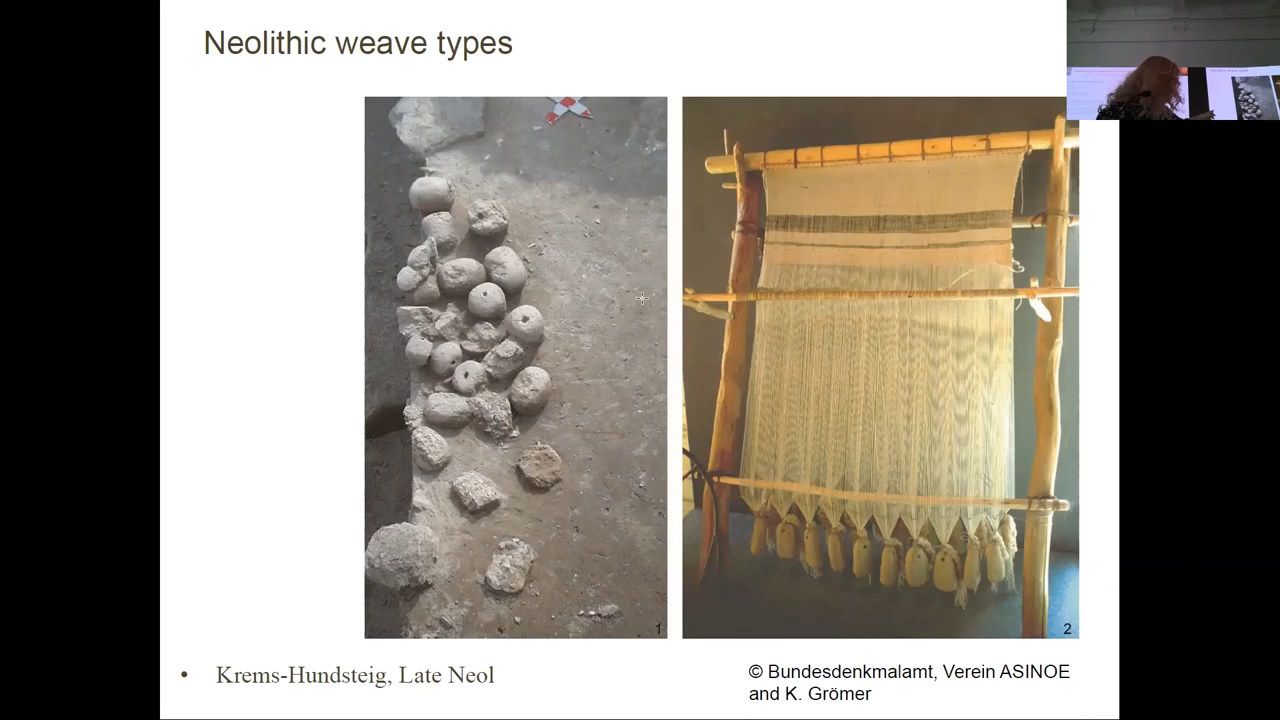 Neolithic weave types
1
2
• Krems-Hundsteig, Late Neol
© Bundesdenkmalamt, Verein ASINOE
and K. Grömer